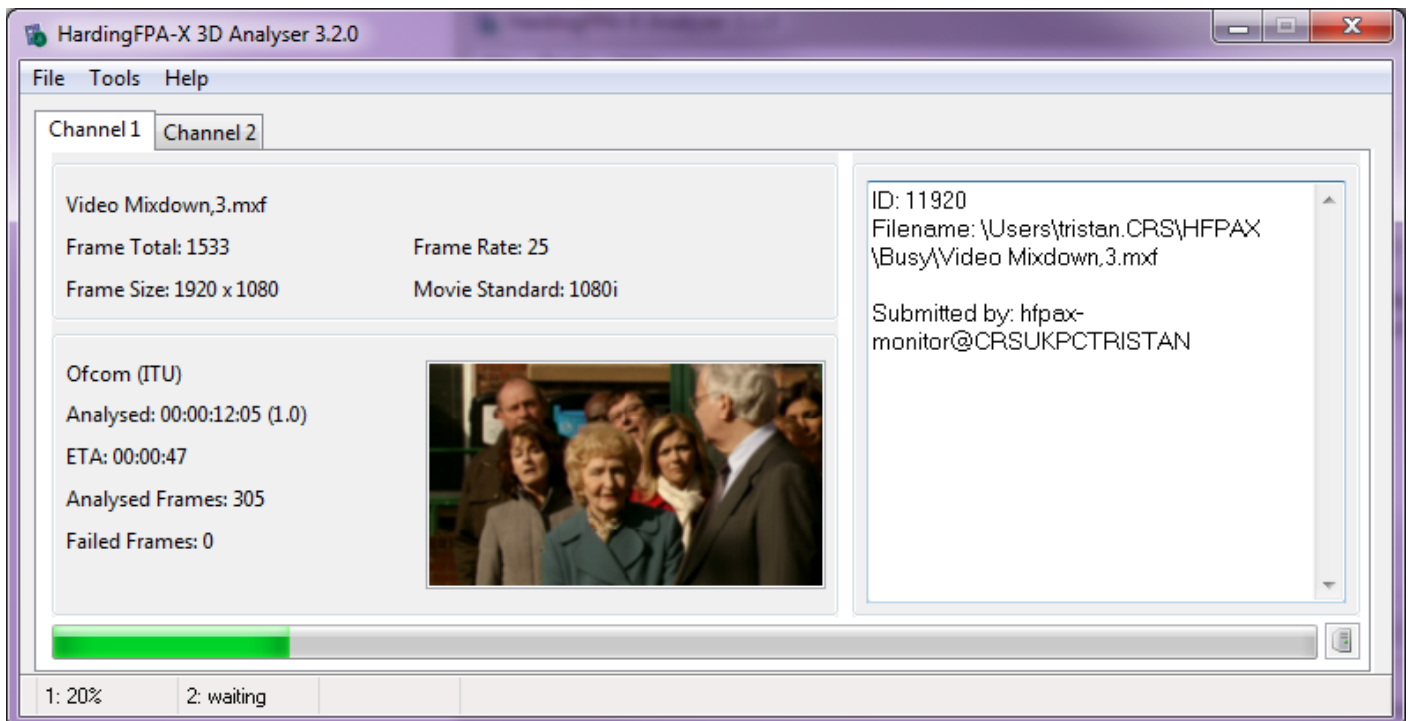 HardingFPA-X 3D Analyser 3.2.0
File Tools Help
Channel 1 Channel 2
Video Mixdown,3.mxf
Frame Total: 1533 Frame Rate: 25
Frame Size: 1920 x 1080 Movie Standard: 1080i
Ofcom (ITU)
Analysed: 00:00:12:05 (1.0)
ETA: 00:00:47
Analysed Frames: 305
Failed Frames: 0
ID: 11920
Filename: \Users\tristan.CRS\HFPAX
\Busy\Video Mixdown,3.mxf
Submitted by: hfpax-
monitor@CRSUKPCTRISTAN
1: 20% 2: waiting